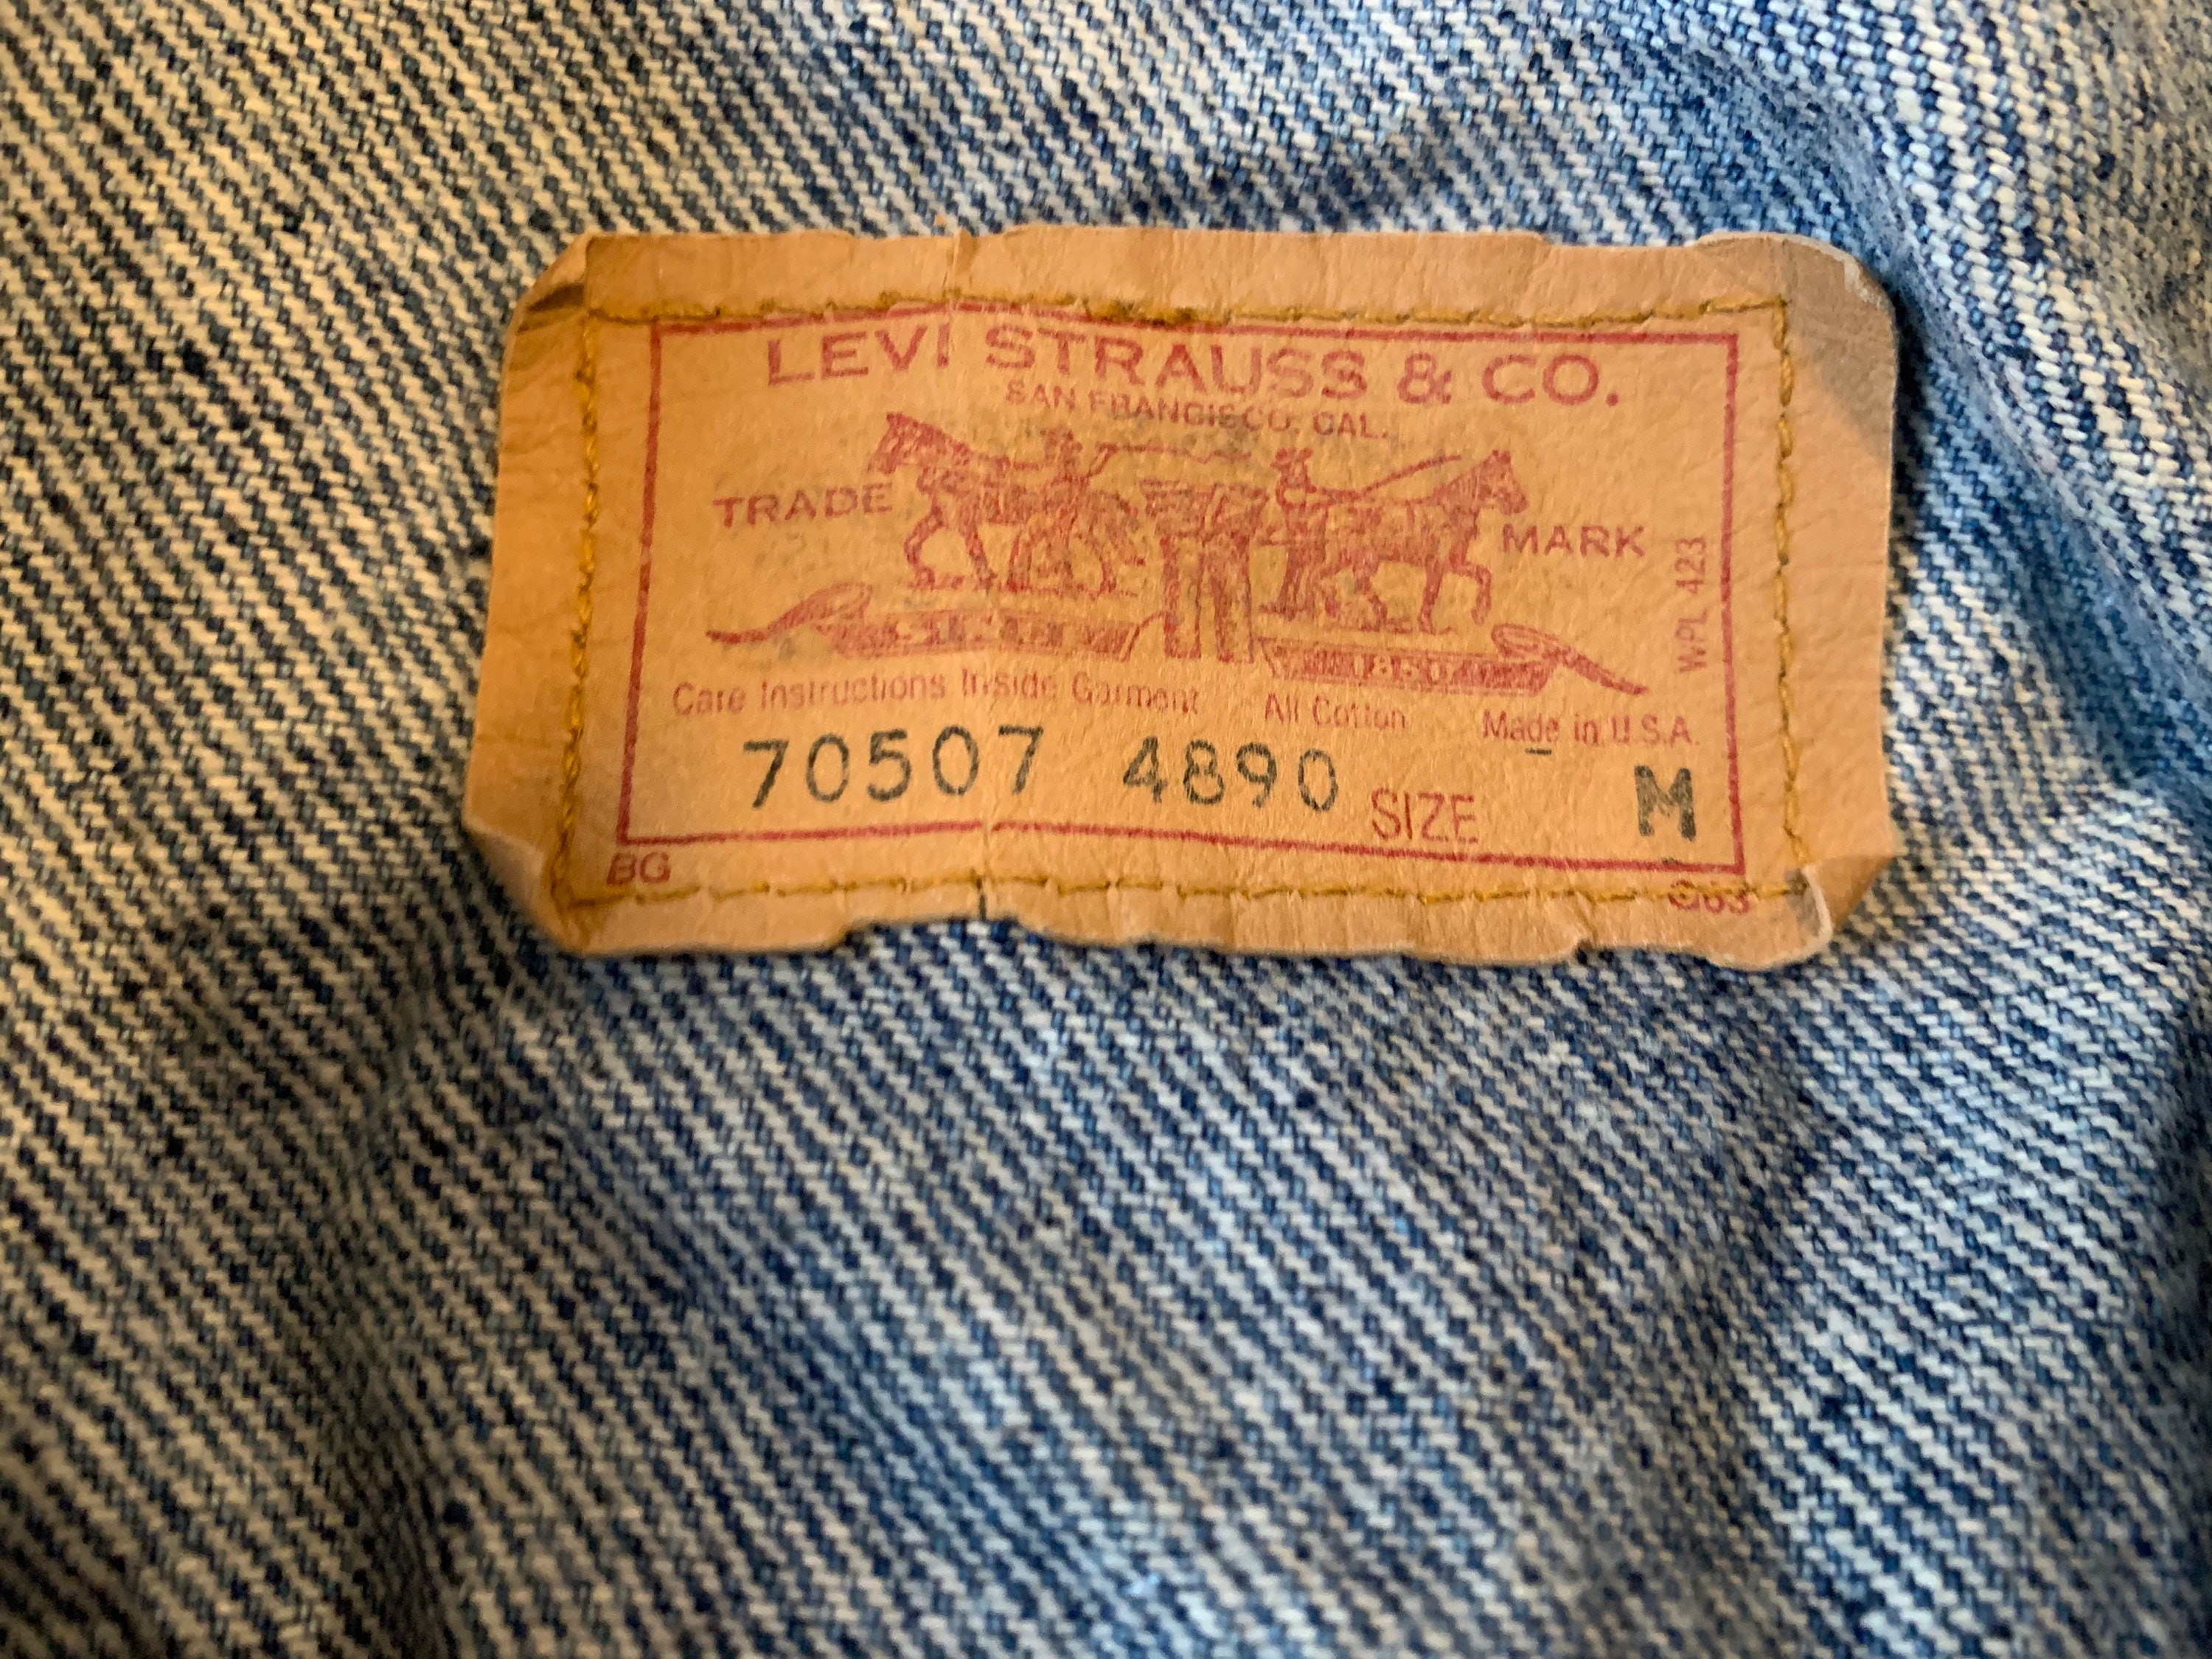 LEVI STRAUSS & CO.
SAN FRANCISCO, CAL.
TRADE MARK
WPL 423
Care Instructions Inside Garment All Cotton Made in U.S.A.
70507 4890 SIZE M
BG